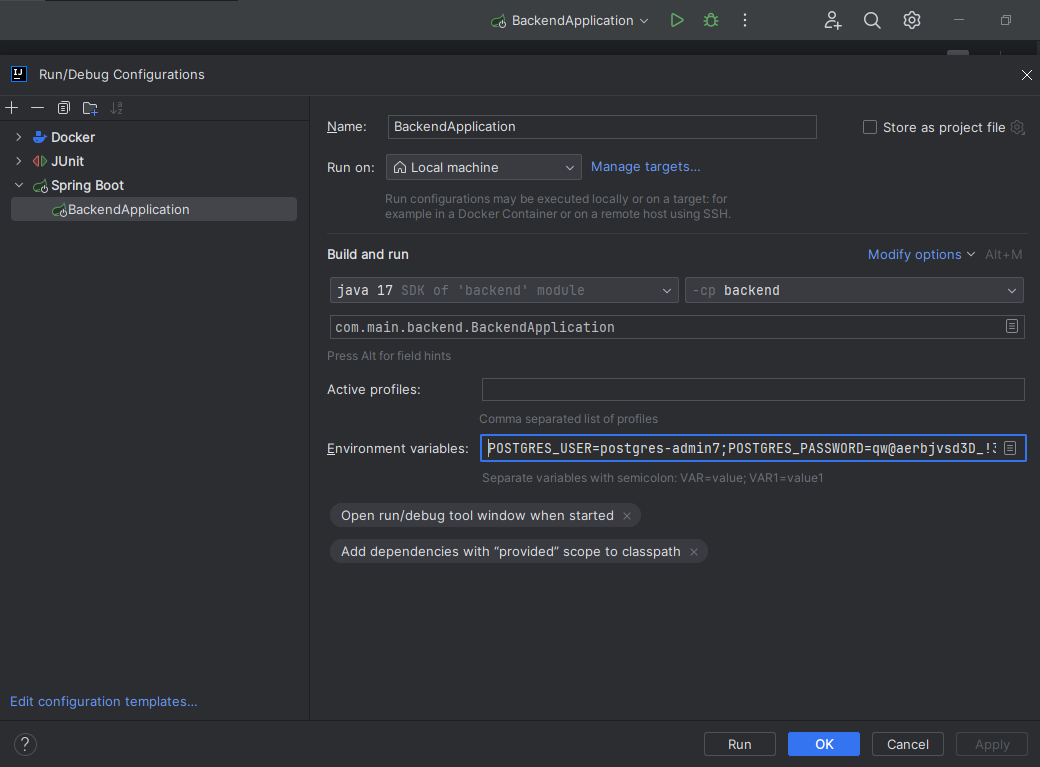 BackendApplication
Run/Debug Configurations
Name: BackendApplication Store as project file
Docker
JUnit
Spring Boot
BackendApplication
Run on: Local machine Manage targets...
Run configurations may be executed locally or on a target: for
example in a Docker Container or on a remote host using SSH.
Build and run Modify options Alt+M
java 17 SDK of 'backend' module -cp backend
com.main.backend.BackendApplication
Press Alt for field hints
Active profiles:
Comma separated list of profiles
Environment variables: POSTGRES_USER=postgres-admin7;POSTGRES_PASSWORD=qw@aerbjvsd3D_!
Separate variables with semicolon: VAR=value; VAR1=value1
Open run/debug tool window when started ×
Add dependencies with “provided” scope to classpath ×
Edit configuration templates...
? Run OK Cancel Apply